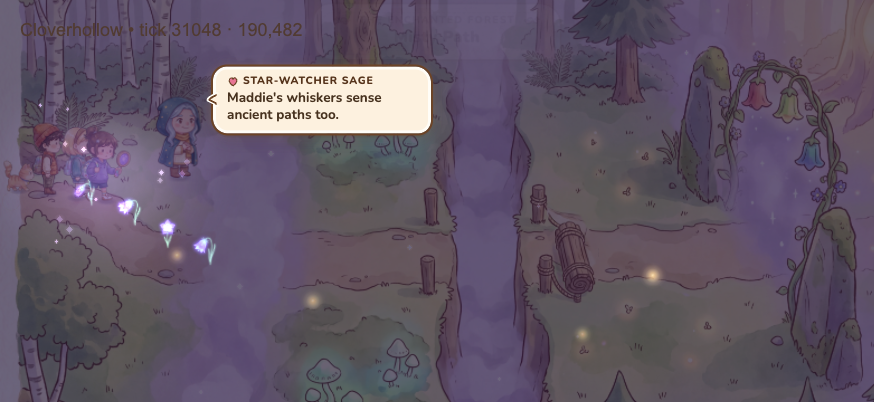 Cloverhollow · tick 31048 · 190,482
STAR-WATCHER SAGE
Maddie's whiskers sense
ancient paths too.